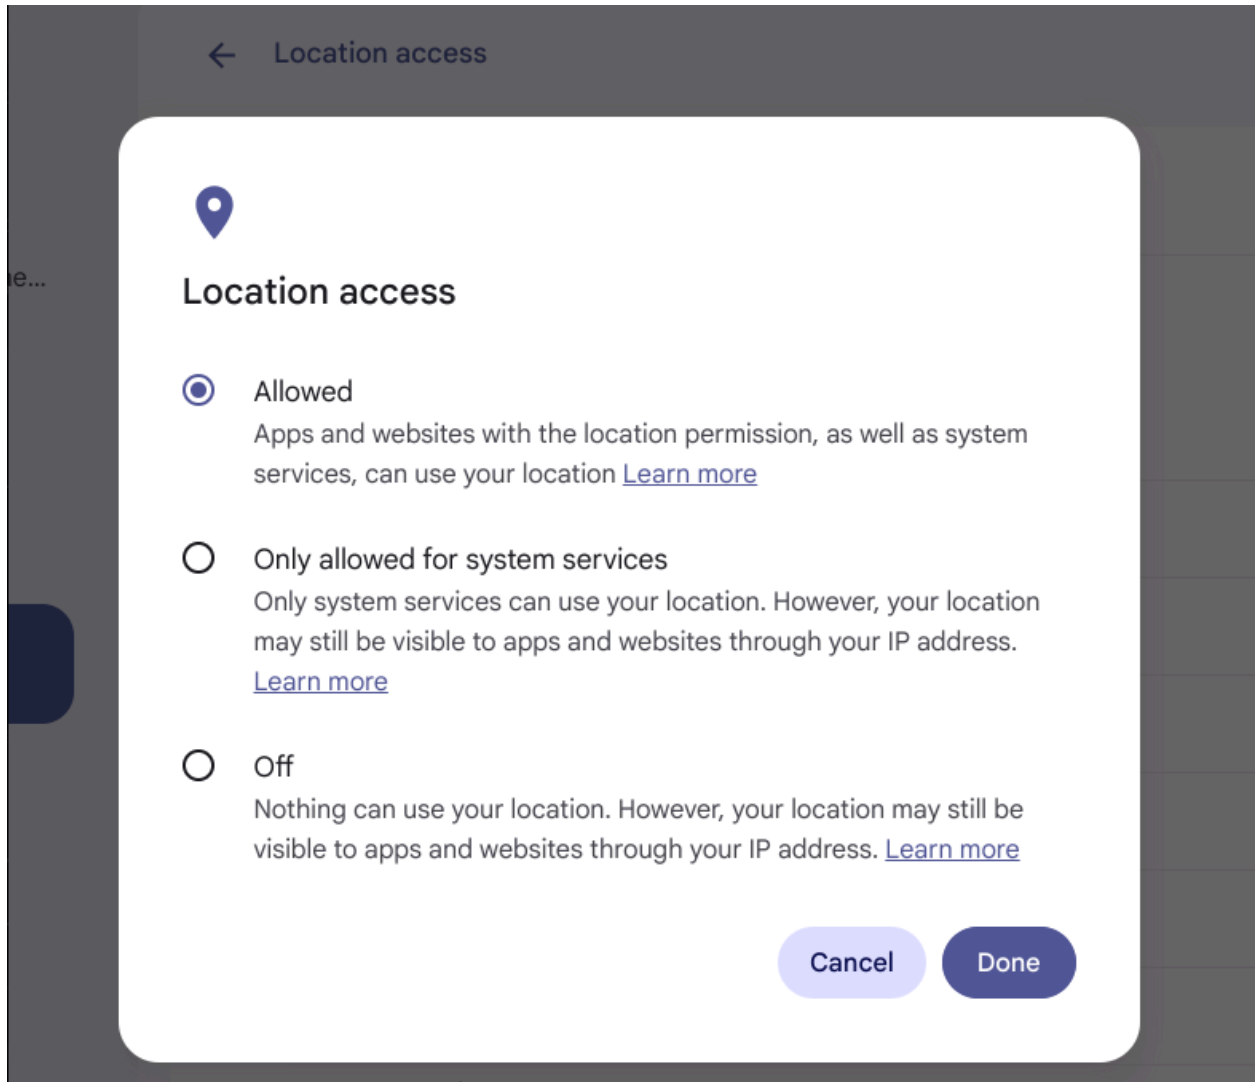 Location access
Location access
Allowed
Apps and websites with the location permission, as well as system
services, can use your location Learn more
Only allowed for system services
Only system services can use your location. However, your location
may still be visible to apps and websites through your IP address.
Learn more
Off
Nothing can use your location. However, your location may still be
visible to apps and websites through your IP address. Learn more
Cancel Done